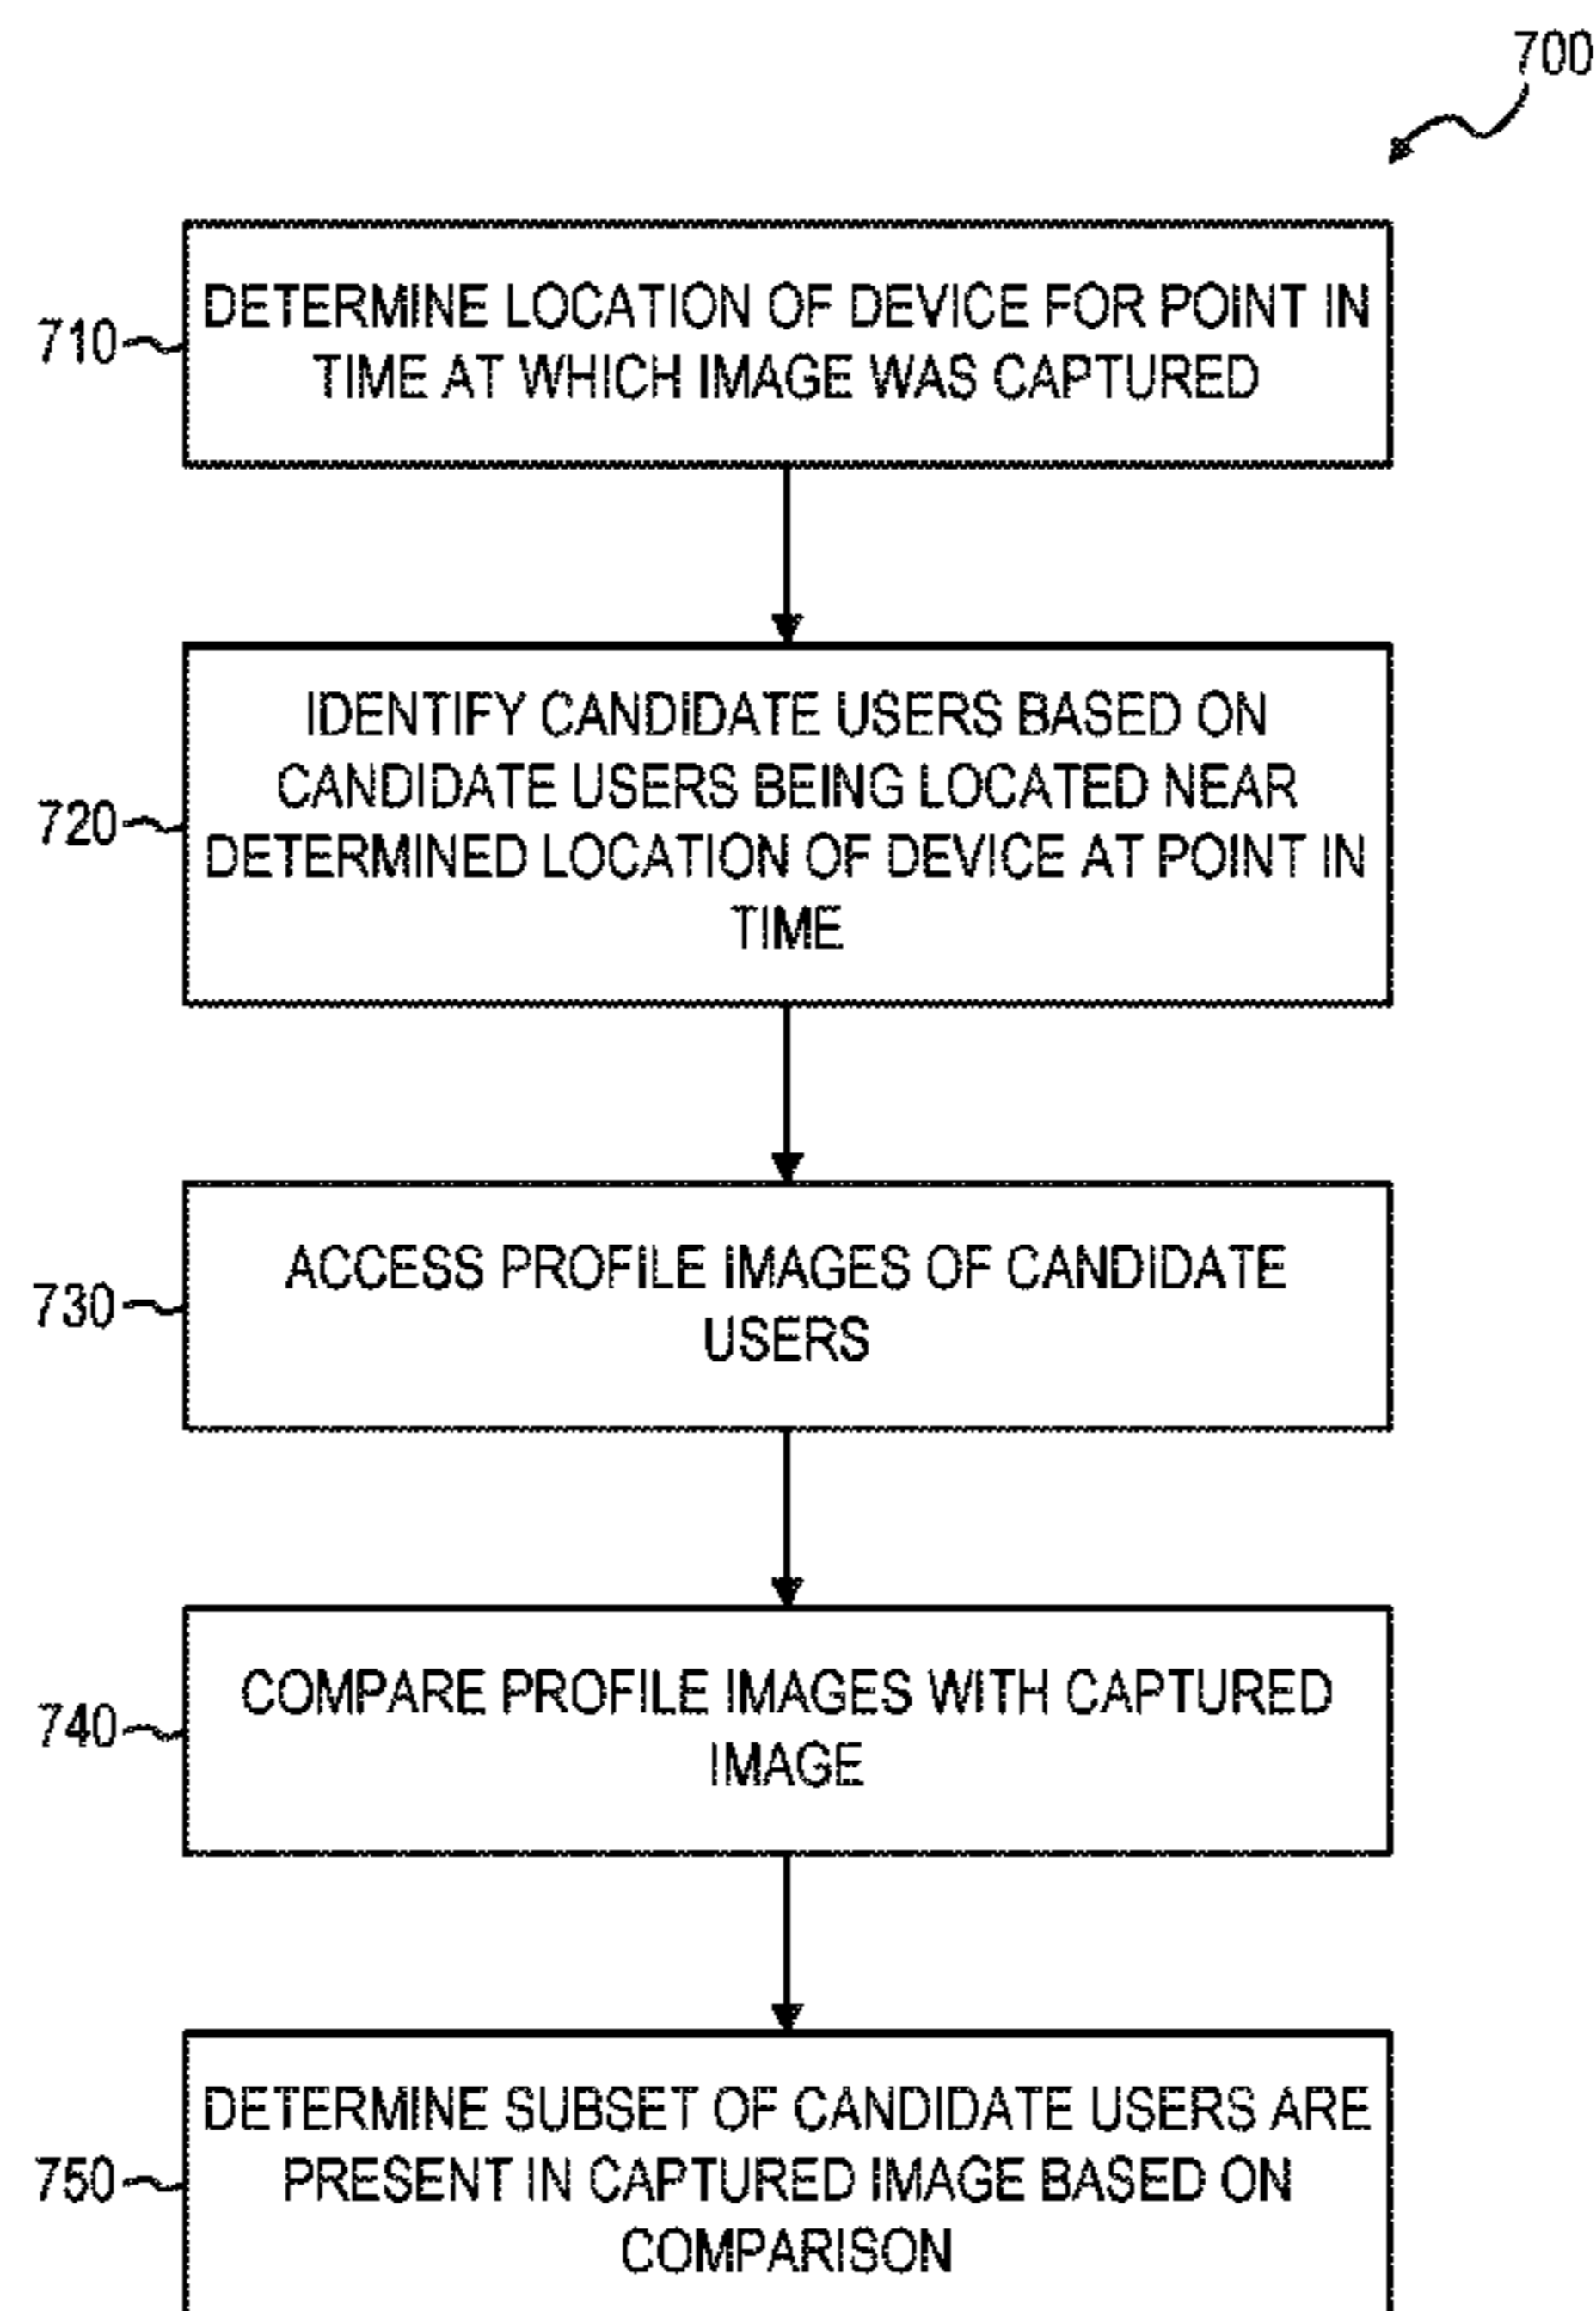 700
710
DETERMINE LOCATION OF DEVICE FOR POINT IN
TIME AT WHICH IMAGE WAS CAPTURED
720
IDENTIFY CANDIDATE USERS BASED ON
CANDIDATE USERS BEING LOCATED NEAR
DETERMINED LOCATION OF DEVICE AT POINT IN
TIME
730
ACCESS PROFILE IMAGES OF CANDIDATE
USERS
740
COMPARE PROFILE IMAGES WITH CAPTURED
IMAGE
750
DETERMINE SUBSET OF CANDIDATE USERS ARE
PRESENT IN CAPTURED IMAGE BASED ON
COMPARISON